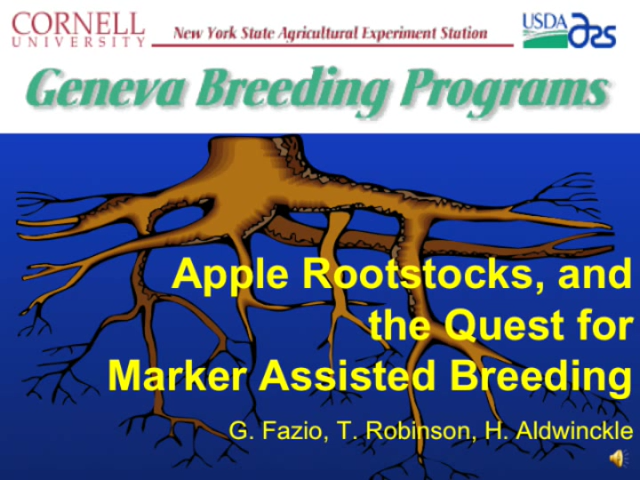 CORNELL
UNIVERSITY
New York State Agricultural Experiment Station
USDA
ars
Geneva Breeding Programs
Apple Rootstocks, and
the Quest for
Marker Assisted Breeding
G. Fazio, T. Robinson, H. Aldwinckle